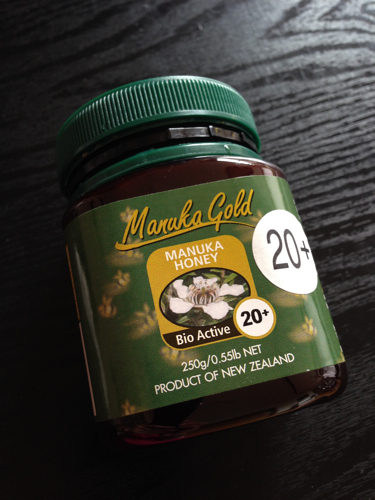 Manuka Gold
MANUKA
HONEY
20+
Bio Active
20+
250g/0.55lb NET
PRODUCT OF NEW ZEALAND